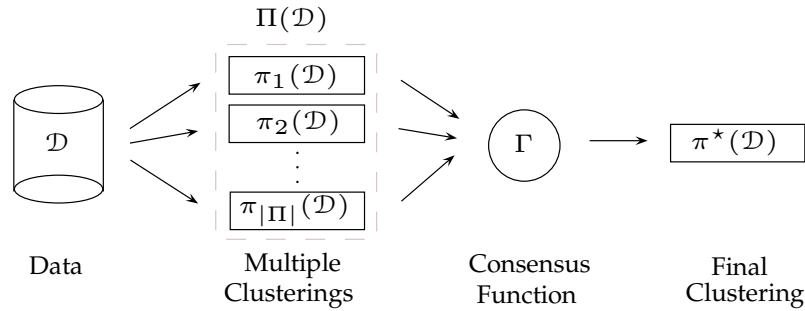 Π(𝒟)
π₁(𝒟)
𝒟
π₂(𝒟)
Γ
π⋆(𝒟)
⋮
π|Π|(𝒟)
Data
Multiple
Clusterings
Consensus
Function
Final
Clustering